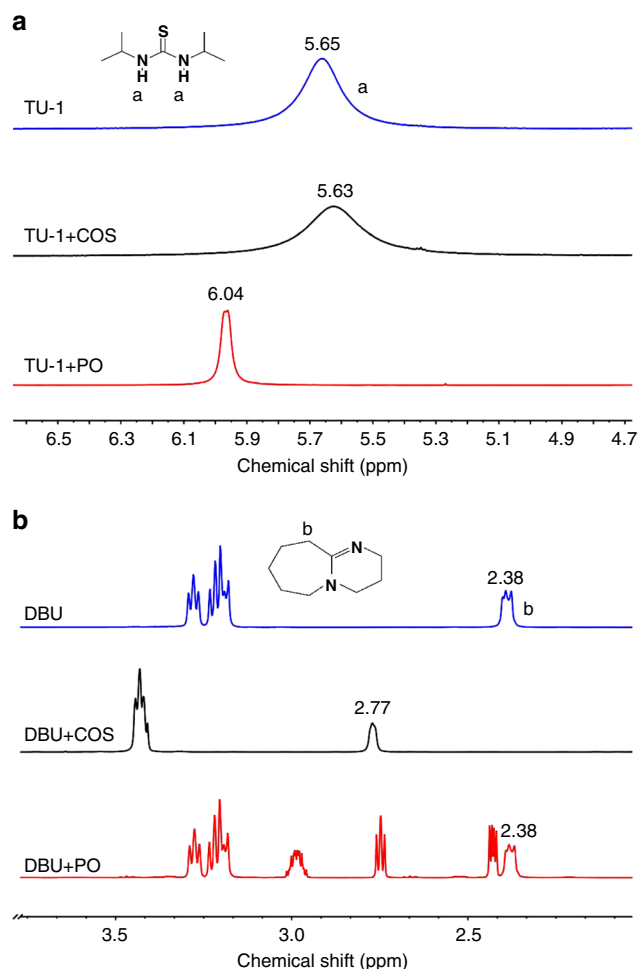 a
S
N N
H H
a a
5.65
a
TU-1
5.63
TU-1+COS
6.04
TU-1+PO
6.5 6.3 6.1 5.9 5.7 5.5 5.3 5.1 4.9 4.7
Chemical shift (ppm)
b
b
N
N
2.38
b
DBU
2.77
DBU+COS
2.38
DBU+PO
3.5 3.0 2.5
Chemical shift (ppm)